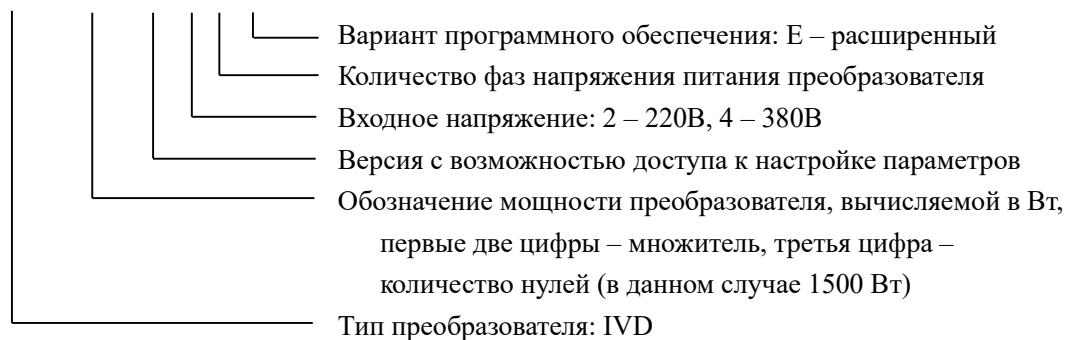 Вариант программного обеспечения: E – расширенный
Количество фаз напряжения питания преобразователя
Входное напряжение: 2 – 220В, 4 – 380В
Версия с возможностью доступа к настройке параметров
Обозначение мощности преобразователя, вычисляемой в Вт,
первые две цифры – множитель, третья цифра –
количество нулей (в данном случае 1500 Вт)
Тип преобразователя: IVD